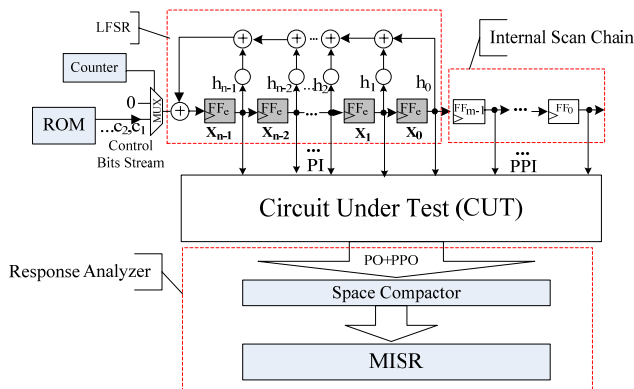 LFSR
Internal Scan Chain
Counter
h_{n-1} h_{n-2} ... h_2 h_1 h_0
0
MUX
ROM
...c_2,c_1
Control
Bits Stream
FF_e FF_e FF_e FF_e FF_{m-1} ... FF_0
X_{n-1} X_{n-2} ... X_1 X_0
... ...
PI PPI
Circuit Under Test (CUT)
Response Analyzer
PO+PPO
Space Compactor
MISR